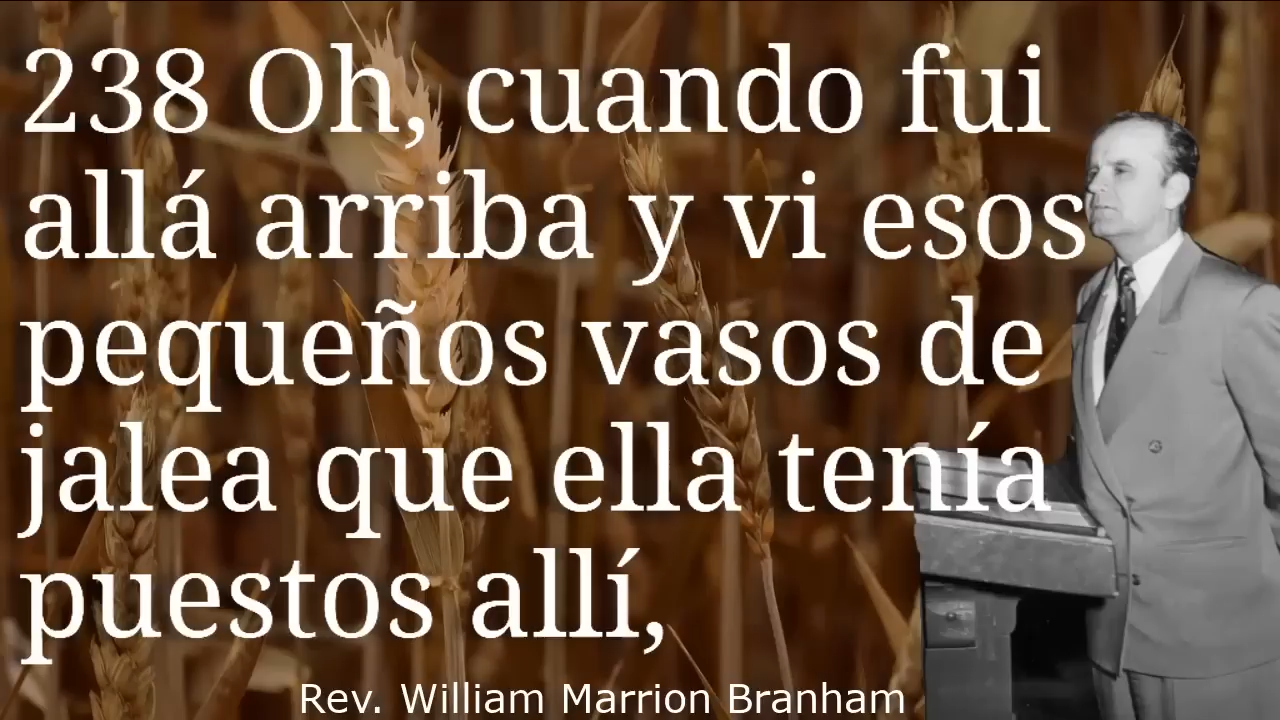 238 Oh, cuando fui
allá arriba y vi esos
pequeños vasos de
jalea que ella tenía
puestos allí,
Rev. William Marrion Branham